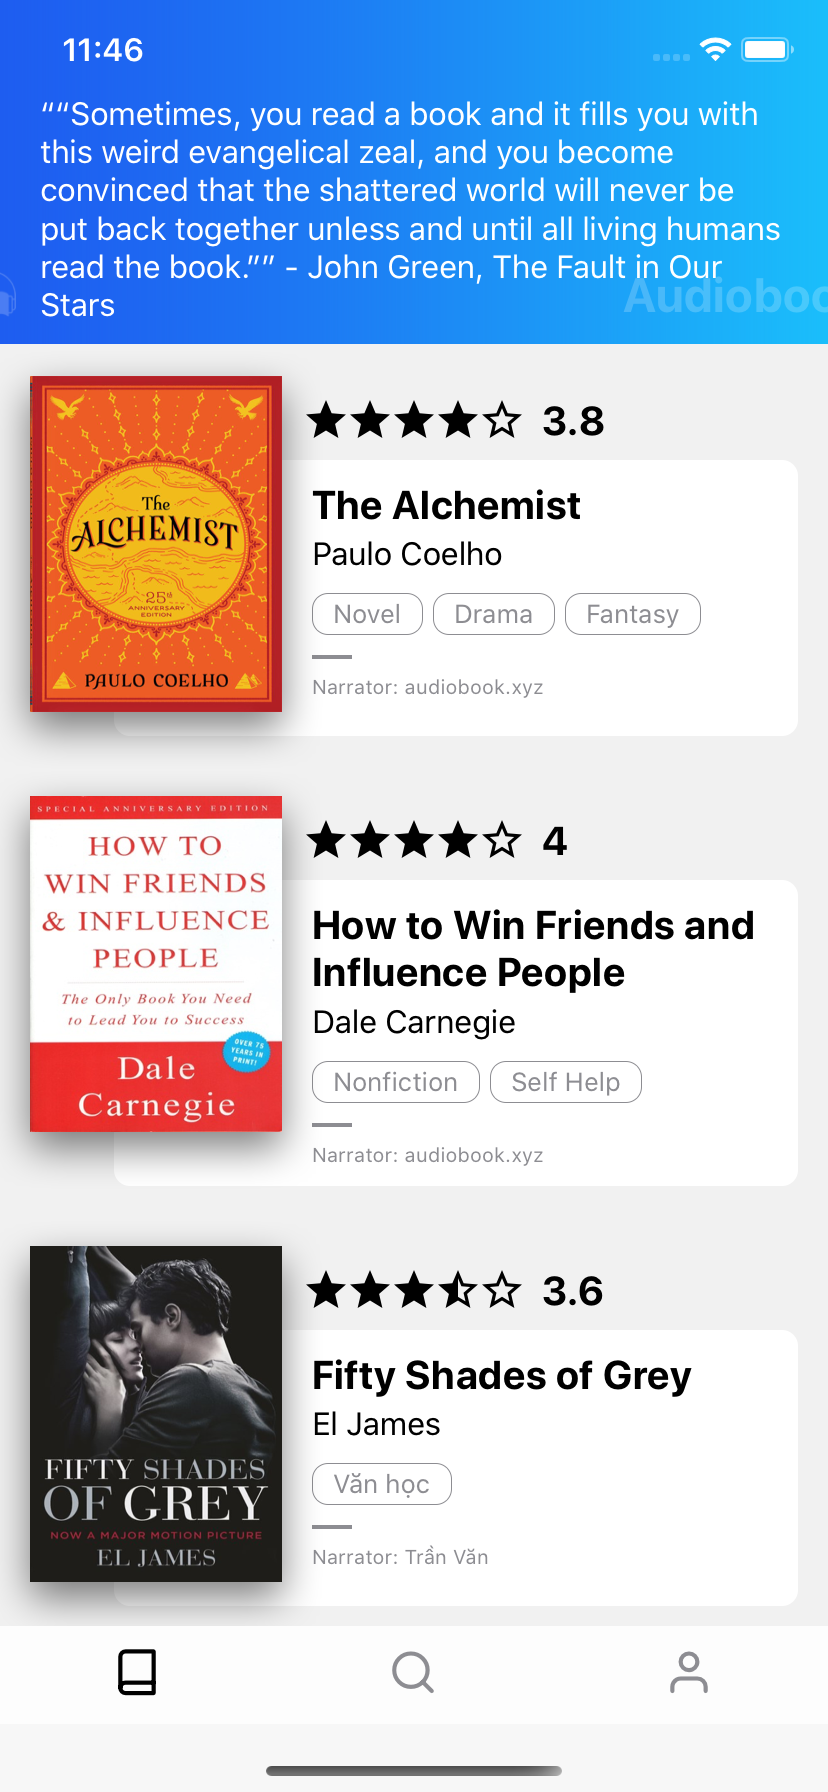 11:46
““Sometimes, you read a book and it fills you with
this weird evangelical zeal, and you become
convinced that the shattered world will never be
put back together unless and until all living humans
read the book.”” - John Green, The Fault in Our
Stars
Audioboo
3.8
The
ALCHEMIST
25th
ANNIVERSARY
EDITION
PAULO COELHO
The Alchemist
Paulo Coelho
Novel Drama Fantasy
Narrator: audiobook.xyz
4
SPECIAL ANNIVERSARY EDITION
HOW TO
WIN FRIENDS
& INFLUENCE
PEOPLE
The Only Book You Need
to Lead You to Success
OVER 75
YEARS IN
PRINT!
Dale
Carnegie
How to Win Friends and
Influence People
Dale Carnegie
Nonfiction Self Help
Narrator: audiobook.xyz
3.6
FIFTY SHADES
OF GREY
NOW A MAJOR MOTION PICTURE
EL JAMES
Fifty Shades of Grey
El James
Văn học
Narrator: Trần Văn